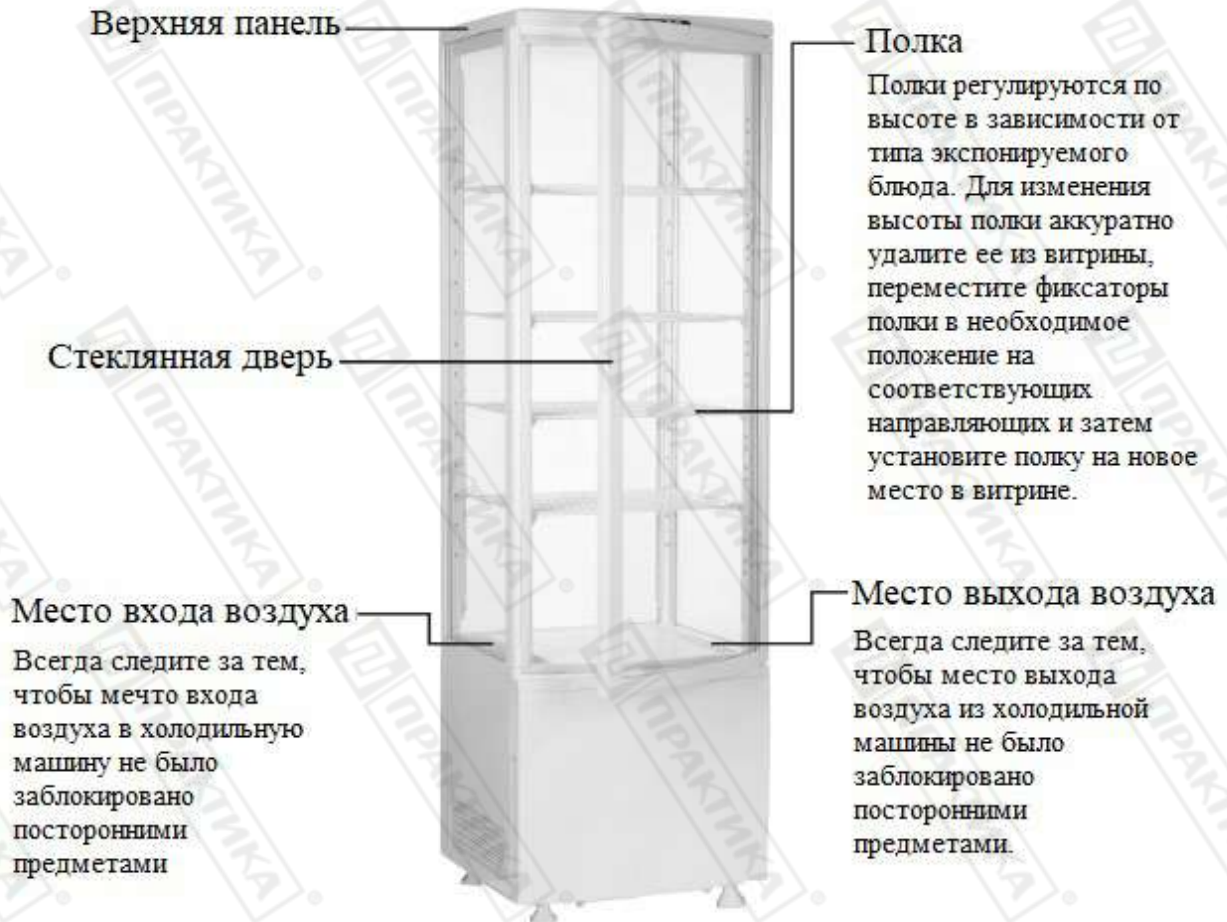 Верхняя панель
Полка
Полки регулируются по
высоте в зависимости от
типа экспонируемого
блюда. Для изменения
высоты полки аккуратно
удалите ее из витрины,
переместите фиксаторы
полки в необходимое
положение на
соответствующих
направляющих и затем
установите полку на новое
место в витрине.
Стеклянная дверь
Место входа воздуха
Всегда следите за тем,
чтобы мечто входа
воздуха в холодильную
машину не было
заблокировано
посторонними
предметами
Место выхода воздуха
Всегда следите за тем,
чтобы место выхода
воздуха из холодильной
машины не было
заблокировано
посторонними
предметами.
ПРАКТИКА